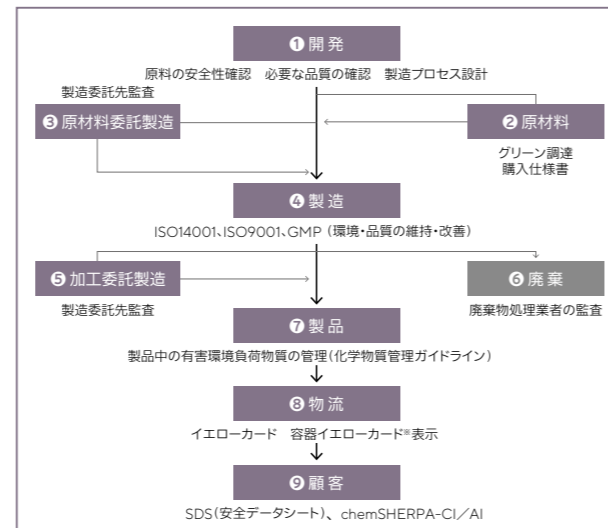 ❶ 開発
原料の安全性確認 必要な品質の確認 製造プロセス設計
製造委託先監査
❸ 原材料委託製造
❷ 原材料
グリーン調達
購入仕様書
❹ 製造
ISO14001、ISO9001、GMP（環境・品質の維持・改善）
❺ 加工委託製造
製造委託先監査
❻ 廃棄
廃棄物処理業者の監査
❼ 製品
製品中の有害環境負荷物質の管理（化学物質管理ガイドライン）
❽ 物流
イエローカード 容器イエローカード※表示
❾ 顧客
SDS（安全データシート）、chemSHERPA-CI／AI